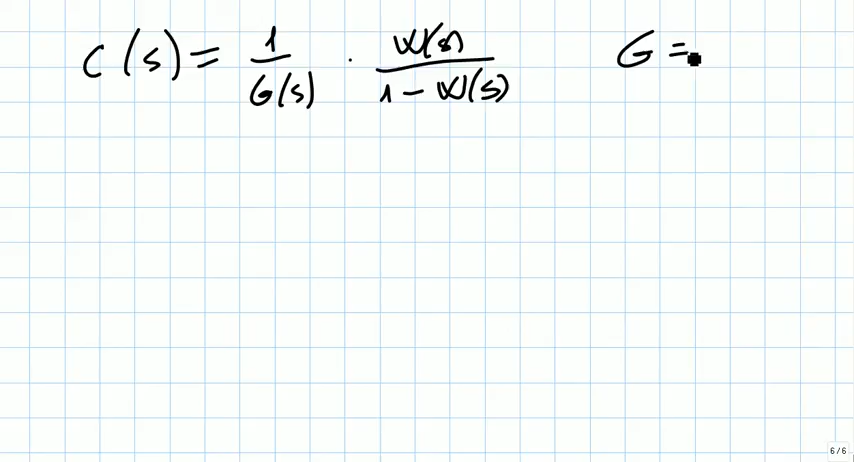 C(s) = 1/G(s) · W(s)/(1 - W(s)) G =
6 / 6